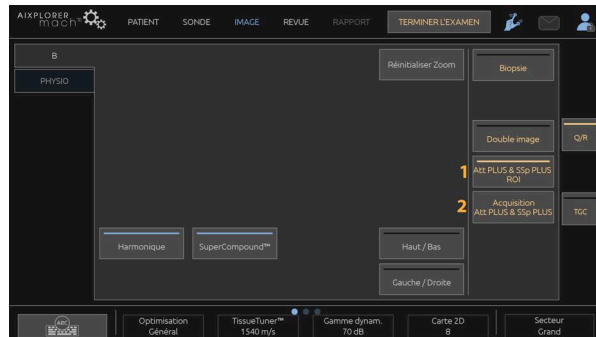 AIXPLORER
mach
PATIENT
SONDE
IMAGE
REVUE
RAPPORT
TERMINER L'EXAMEN
B
PHYSIO
Réinitialiser Zoom
Biopsie
Double image
Q/R
1
Att PLUS & SSp PLUS
ROI
2
Acquisition
Att PLUS & SSp PLUS
TGC
Harmonique
SuperCompound™
Haut / Bas
Gauche / Droite
ABC
Optimisation
Général
TissueTuner™
1540 m/s
Gamme dynam.
70 dB
Carte 2D
8
Secteur
Grand